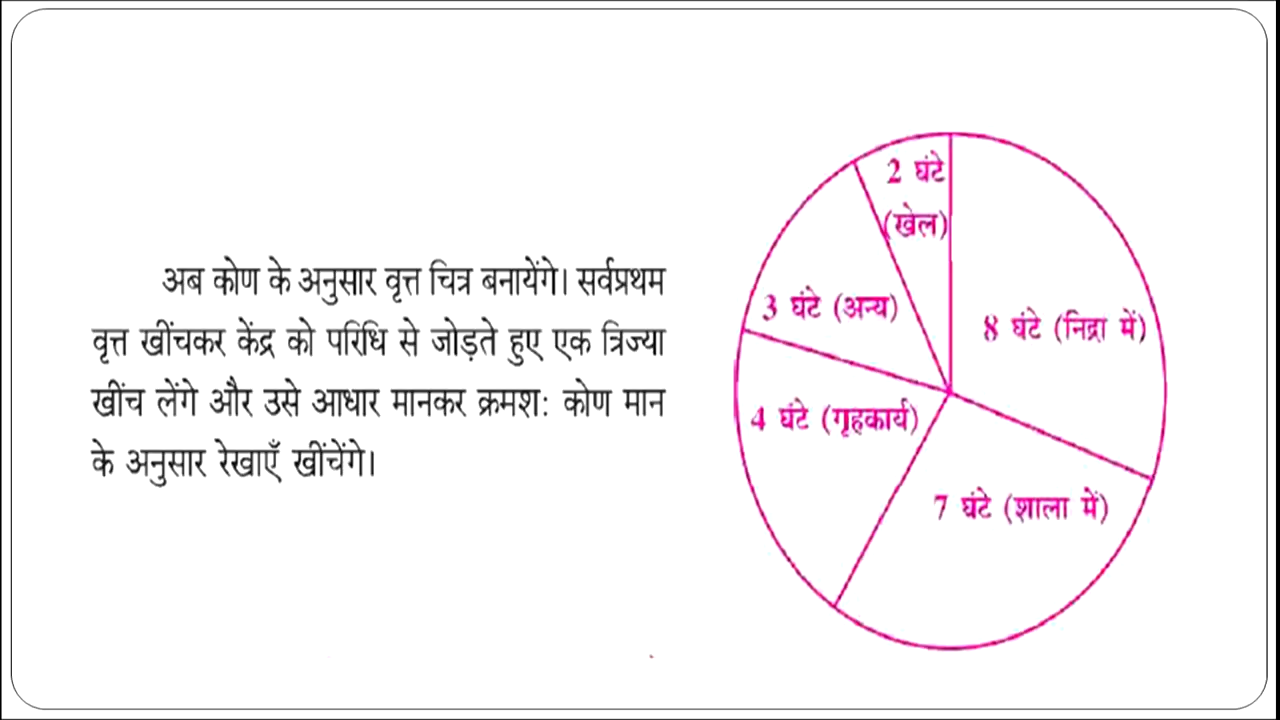 अब कोण के अनुसार वृत्त चित्र बनायेंगे। सर्वप्रथम
वृत्त खींचकर केंद्र को परिधि से जोड़ते हुए एक त्रिज्या
खींच लेंगे और उसे आधार मानकर क्रमशः कोण मान
के अनुसार रेखाएँ खींचेंगे।
2 घंटे
(खेल)
3 घंटे (अन्य)
8 घंटे (निद्रा में)
4 घंटे (गृहकार्य)
7 घंटे (शाला में)